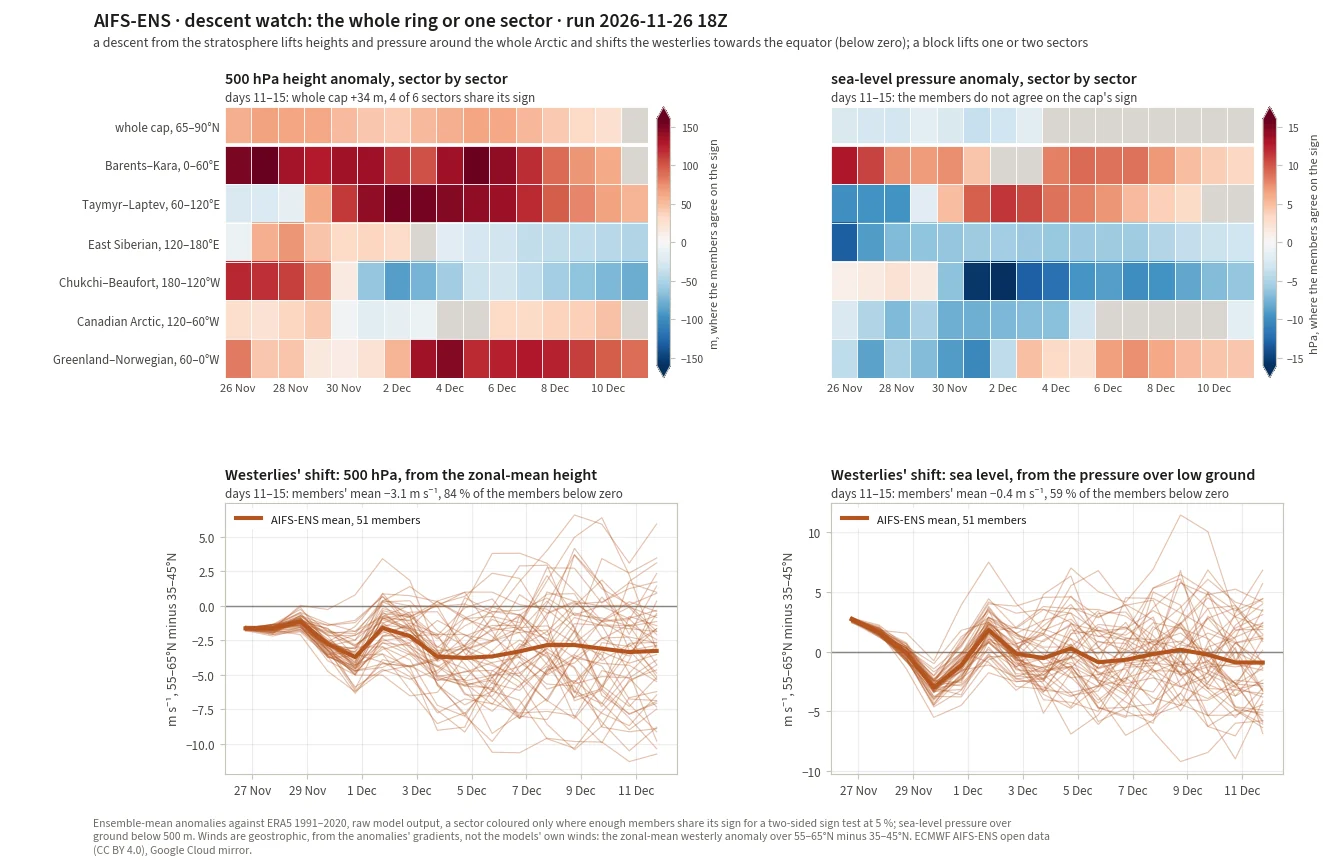 AIFS-ENS · descent watch: the whole ring or one sector · run 2026-11-26 18Z
a descent from the stratosphere lifts heights and pressure around the whole Arctic and shifts the westerlies towards the equator (below zero); a block lifts one or two sectors
500 hPa height anomaly, sector by sector
days 11–15: whole cap +34 m, 4 of 6 sectors share its sign
whole cap, 65–90°N
Barents–Kara, 0–60°E
Taymyr–Laptev, 60–120°E
East Siberian, 120–180°E
Chukchi–Beaufort, 180–120°W
Canadian Arctic, 120–60°W
Greenland–Norwegian, 60–0°W
26 Nov 28 Nov 30 Nov 2 Dec 4 Dec 6 Dec 8 Dec 10 Dec
150
100
50
0
−50
−100
−150
m, where the members agree on the sign
sea-level pressure anomaly, sector by sector
days 11–15: the members do not agree on the cap's sign
26 Nov 28 Nov 30 Nov 2 Dec 4 Dec 6 Dec 8 Dec 10 Dec
15
10
5
0
−5
−10
−15
hPa, where the members agree on the sign
Westerlies' shift: 500 hPa, from the zonal-mean height
days 11–15: members' mean −3.1 m s⁻¹, 84 % of the members below zero
AIFS-ENS mean, 51 members
m s⁻¹, 55–65°N minus 35–45°N
5.0
2.5
0.0
−2.5
−5.0
−7.5
−10.0
27 Nov 29 Nov 1 Dec 3 Dec 5 Dec 7 Dec 9 Dec 11 Dec
Westerlies' shift: sea level, from the pressure over low ground
days 11–15: members' mean −0.4 m s⁻¹, 59 % of the members below zero
AIFS-ENS mean, 51 members
m s⁻¹, 55–65°N minus 35–45°N
10
5
0
−5
−10
27 Nov 29 Nov 1 Dec 3 Dec 5 Dec 7 Dec 9 Dec 11 Dec
Ensemble-mean anomalies against ERA5 1991–2020, raw model output, a sector coloured only where enough members share its sign for a two-sided sign test at 5 %; sea-level pressure over
ground below 500 m. Winds are geostrophic, from the anomalies' gradients, not the models' own winds: the zonal-mean westerly anomaly over 55–65°N minus 35–45°N. ECMWF AIFS-ENS open data
(CC BY 4.0), Google Cloud mirror.